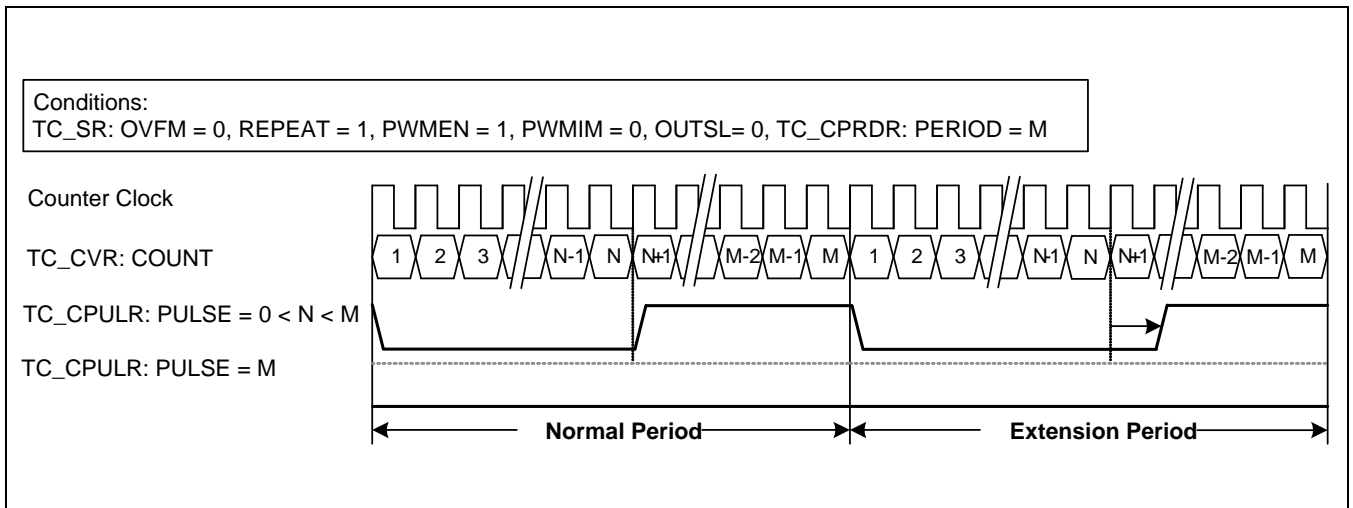 Conditions:
TC_SR: OVFM = 0, REPEAT = 1, PWMEN = 1, PWMIM = 0, OUTSL= 0, TC_CPRDR: PERIOD = M
Counter Clock
TC_CVR: COUNT
1 2 3 N-1 N N+1 M-2 M-1 M 1 2 3 N-1 N N+1 M-2 M-1 M
TC_CPULR: PULSE = 0 < N < M
TC_CPULR: PULSE = M
Normal Period Extension Period